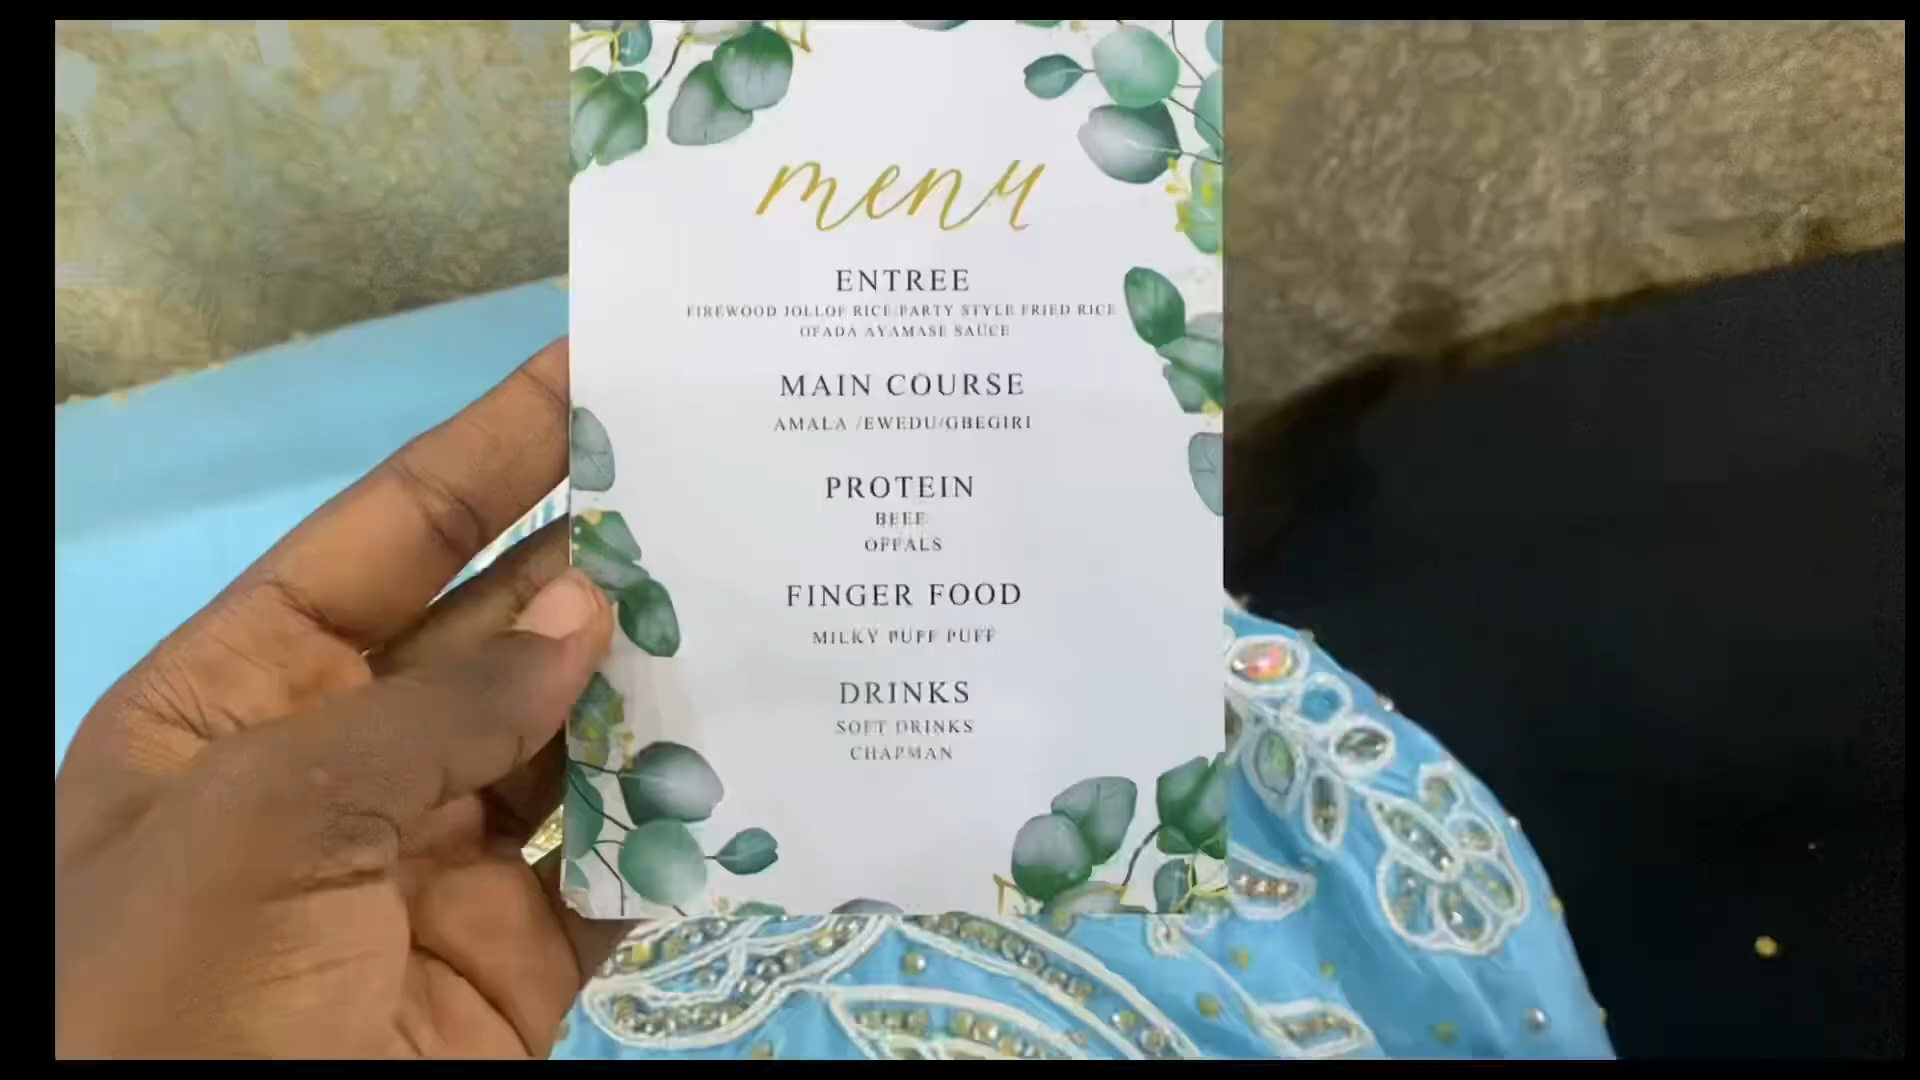 menu
ENTREE
FIREWOOD JOLLOF RICE/PARTY STYLE FRIED RICE
OFADA AYAMASE SAUCE
MAIN COURSE
AMALA /EWEDU/GBEGIRI
PROTEIN
BEEF
OFFALS
FINGER FOOD
MILKY PUFF PUFF
DRINKS
SOFT DRINKS
CHAPMAN